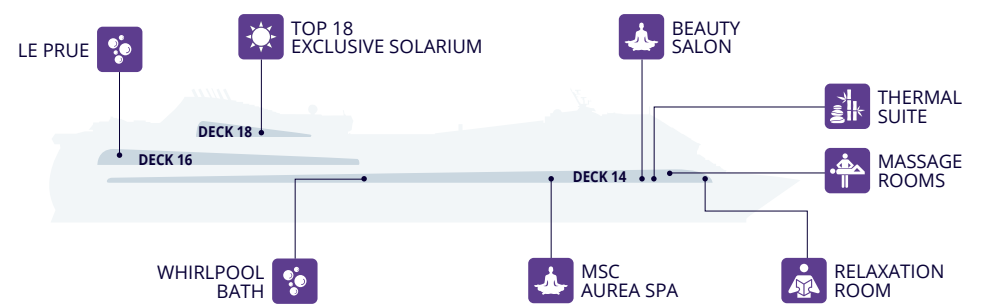 LE PRUE
TOP 18
EXCLUSIVE SOLARIUM
BEAUTY
SALON
THERMAL
SUITE
DECK 18
DECK 16
MASSAGE
ROOMS
DECK 14
WHIRLPOOL
BATH
MSC
AUREA SPA
RELAXATION
ROOM